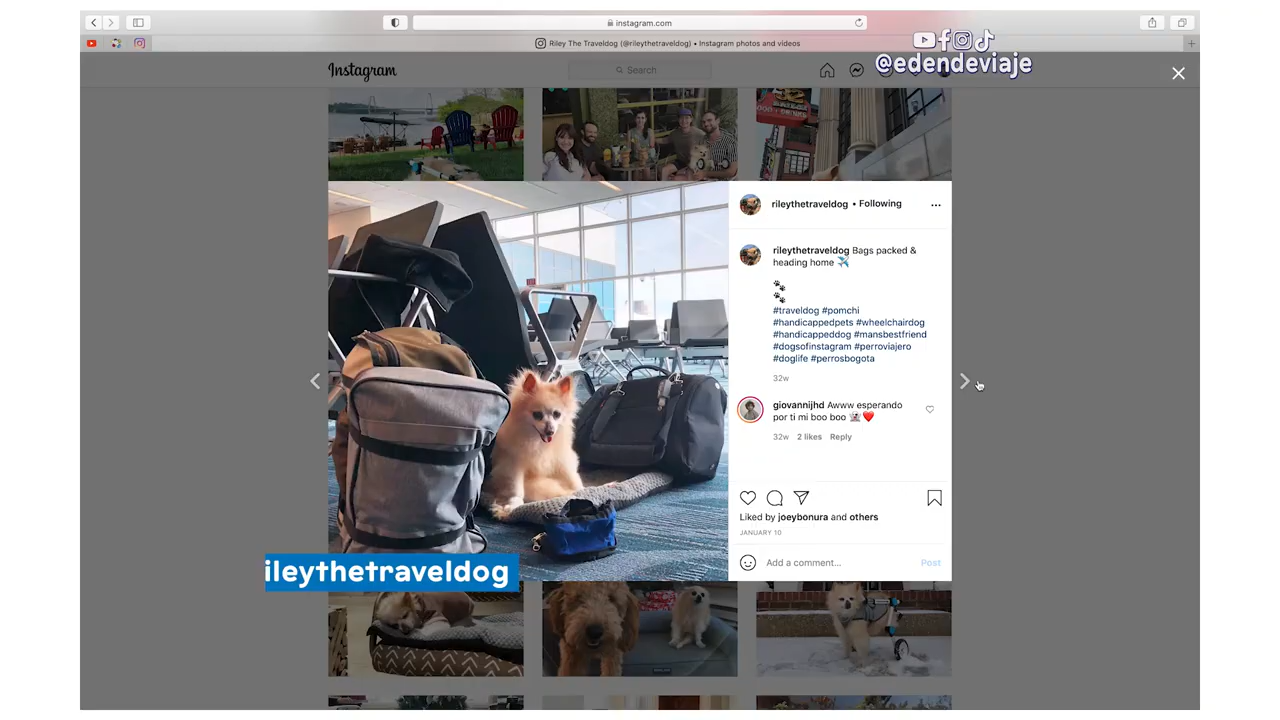 instagram.com
Riley The Traveldog (@rileythetraveldog) • Instagram photos and videos
@edendeviaje
Instagram
Search
rileythetraveldog • Following
rileythetraveldog Bags packed &
heading home ✈️
🐾
🐾
#traveldog #pomchi
#handicappedpets #wheelchairdog
#handicappeddog #mansbestfriend
#dogsofinstagram #perroviajero
#doglife #perrosbogota
32w
giovannijhd Awww esperando
por ti mi boo boo 🐩❤️
32w 2 likes Reply
Liked by joeybonura and others
JANUARY 10
Add a comment... Post
ileythetraveldog